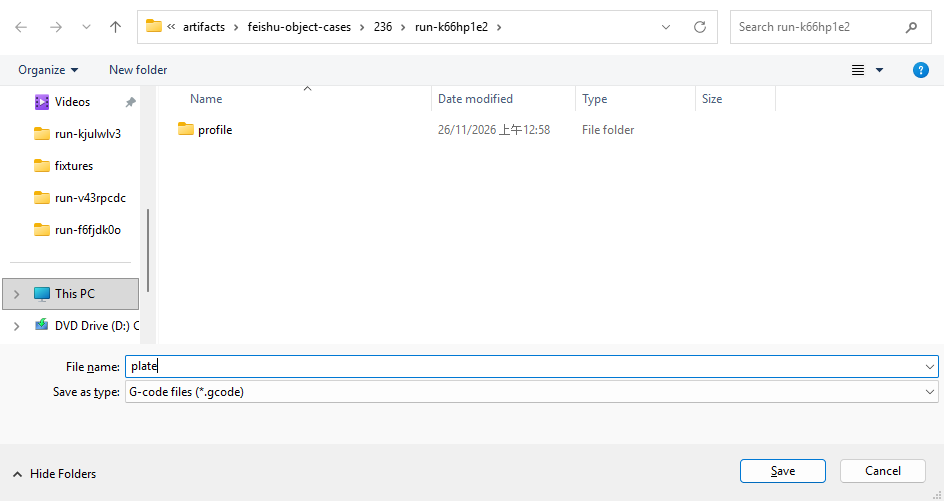 « artifacts › feishu-object-cases › 236 › run-k66hp1e2 ›
Search run-k66hp1e2
Organize
New folder
Name
Date modified
Type
Size
Videos
run-kjulwlv3
fixtures
run-v43rpcdc
run-f6fjdk0o
This PC
DVD Drive (D:) C
profile
26/11/2026 上午12:58
File folder
File name:
plate
Save as type:
G-code files (*.gcode)
Hide Folders
Save
Cancel